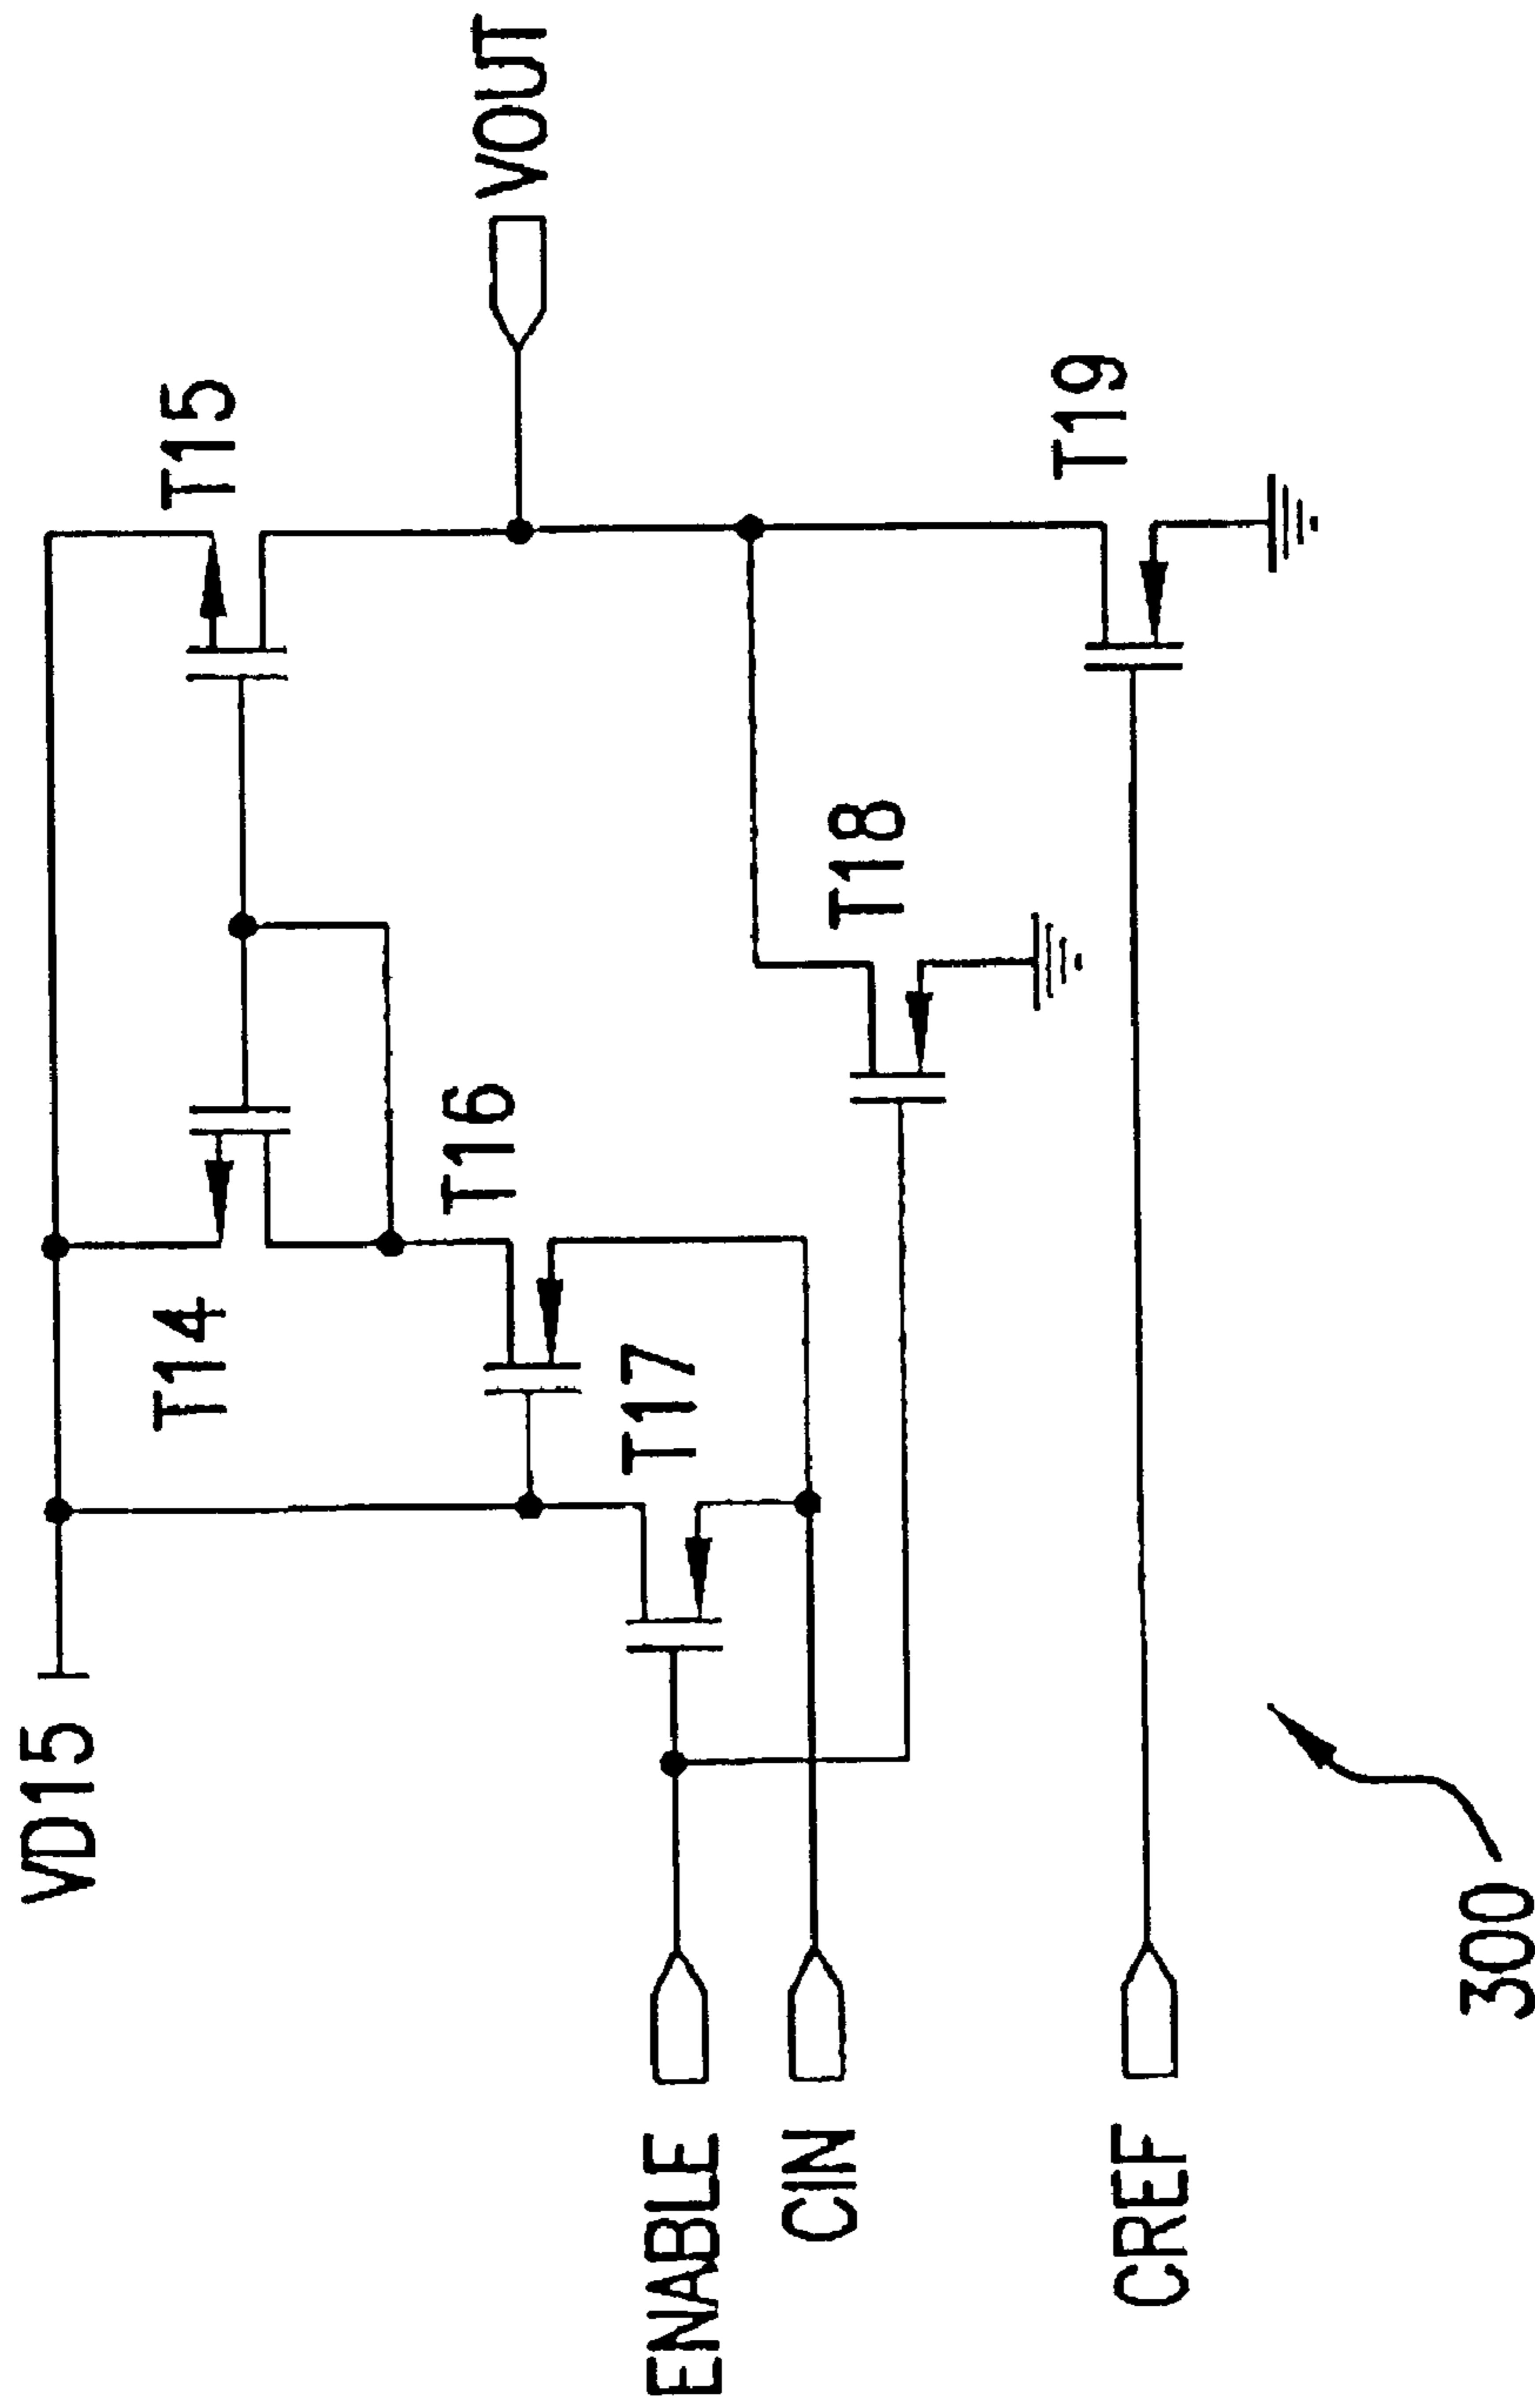 VD15
T14
T15
T16
VOUT
T17
ENABLE
CIN
T18
CREF
T19
300